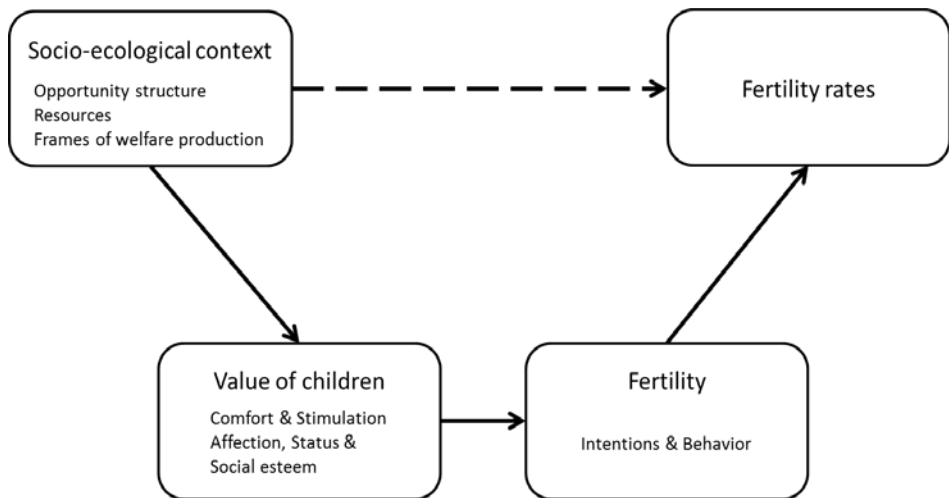 Socio-ecological context
Opportunity structure
Resources
Frames of welfare production
Fertility rates
Value of children
Comfort & Stimulation
Affection, Status &
Social esteem
Fertility
Intentions & Behavior